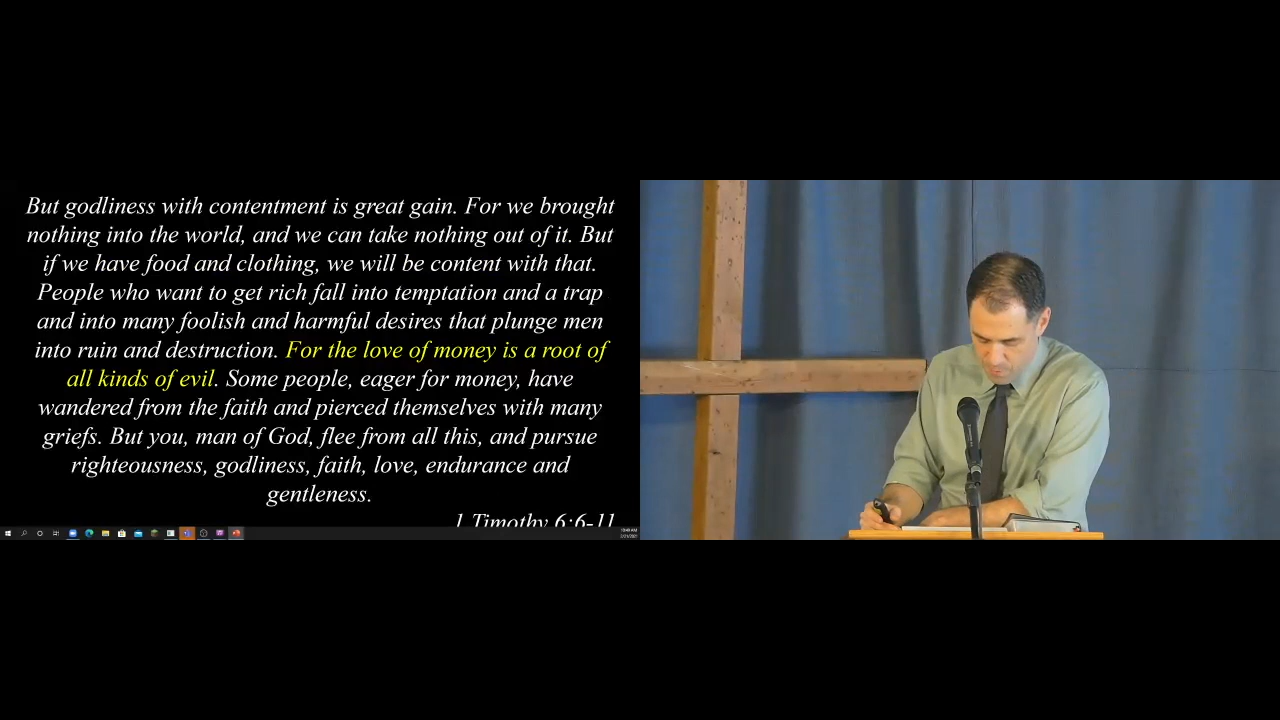 But godliness with contentment is great gain. For we brought
nothing into the world, and we can take nothing out of it. But
if we have food and clothing, we will be content with that.
People who want to get rich fall into temptation and a trap
and into many foolish and harmful desires that plunge men
into ruin and destruction. For the love of money is a root of
all kinds of evil. Some people, eager for money, have
wandered from the faith and pierced themselves with many
griefs. But you, man of God, flee from all this, and pursue
righteousness, godliness, faith, love, endurance and
gentleness.
1 Timothy 6:6-11